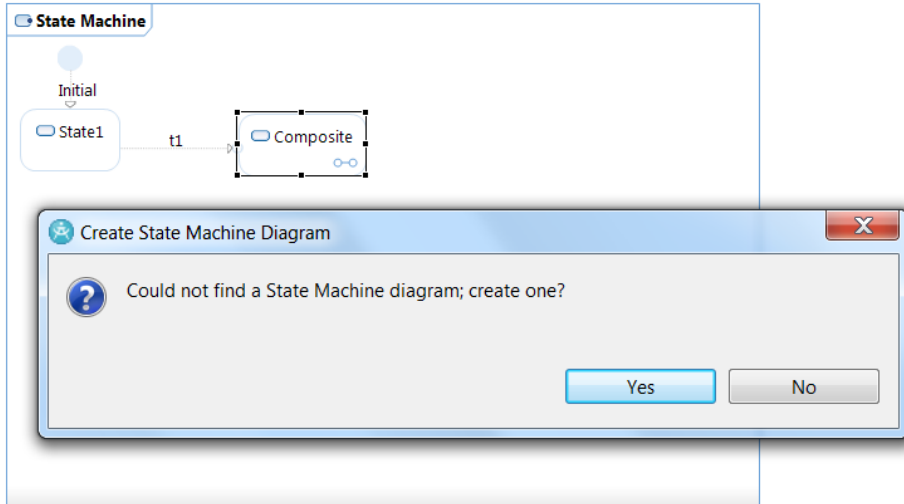 State Machine
Initial
State1
t1
Composite
Create State Machine Diagram
X
Could not find a State Machine diagram; create one?
Yes
No